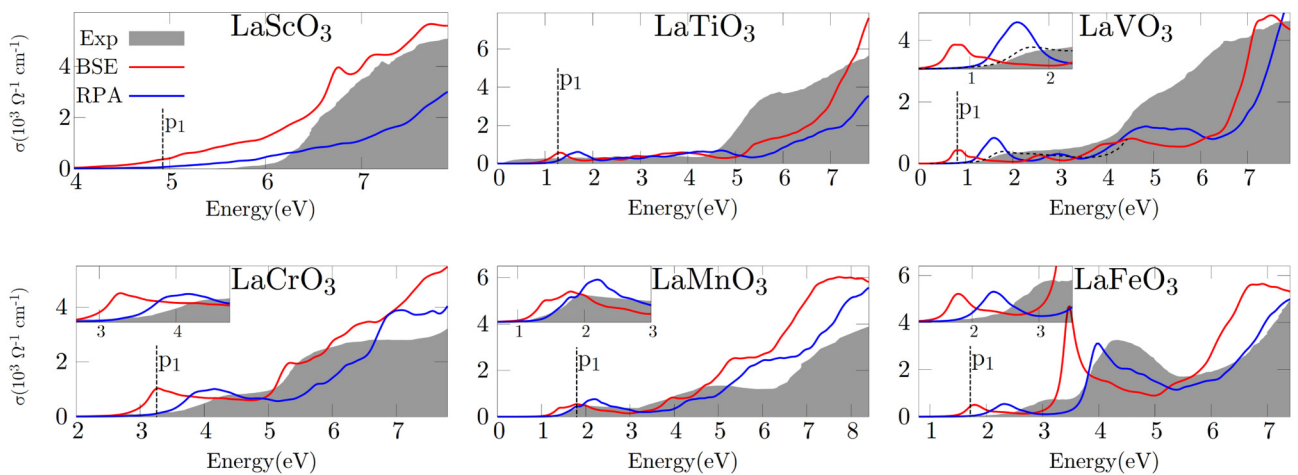 LaScO3
Exp
BSE
RPA
p1
σ(10³ Ω⁻¹ cm⁻¹)
4
2
0
4 5 6 7
Energy(eV)
LaTiO3
p1
6
4
2
0
0 1 2 3 4 5 6 7
Energy(eV)
LaVO3
1 2
p1
4
2
0
0 1 2 3 4 5 6 7
Energy(eV)
LaCrO3
3 4
p1
σ(10³ Ω⁻¹ cm⁻¹)
4
2
0
2 3 4 5 6 7
Energy(eV)
LaMnO3
1 2 3
p1
6
4
2
0
0 1 2 3 4 5 6 7 8
Energy(eV)
LaFeO3
2 3
p1
6
4
2
0
1 2 3 4 5 6 7
Energy(eV)